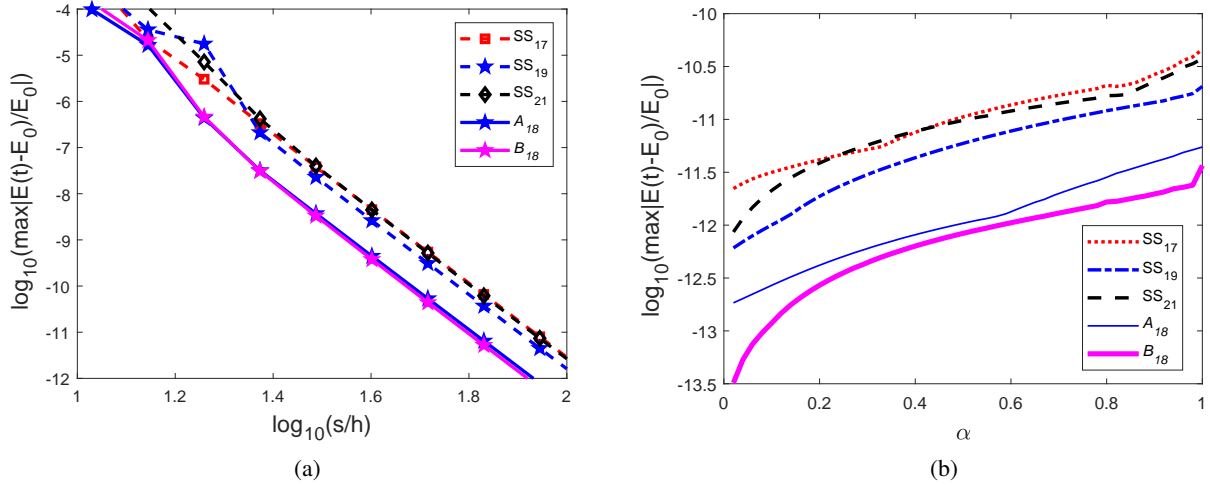 -4
-5
-6
-7
-8
-9
-10
-11
-12
1
1.2
1.4
1.6
1.8
2
log10(max|E(t)-E0)/E0|)
log10(s/h)
SS17
SS19
SS21
A18
B18
(a)
-10
-10.5
-11
-11.5
-12
-12.5
-13
-13.5
0
0.2
0.4
0.6
0.8
1
log10(max|E(t)-E0)/E0|)
α
SS17
SS19
SS21
A18
B18
(b)